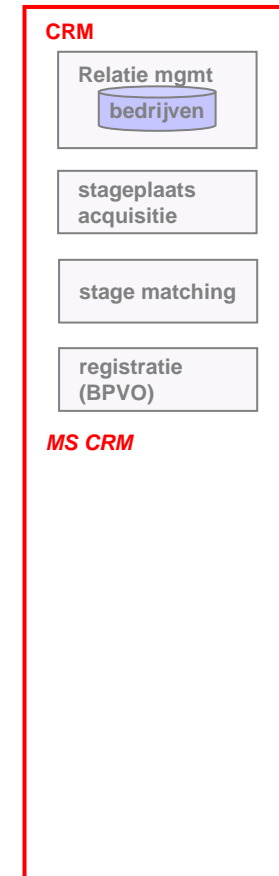 CRM
Relatie mgmt
bedrijven
stageplaats
acquisitie
stage matching
registratie
(BPVO)
MS CRM